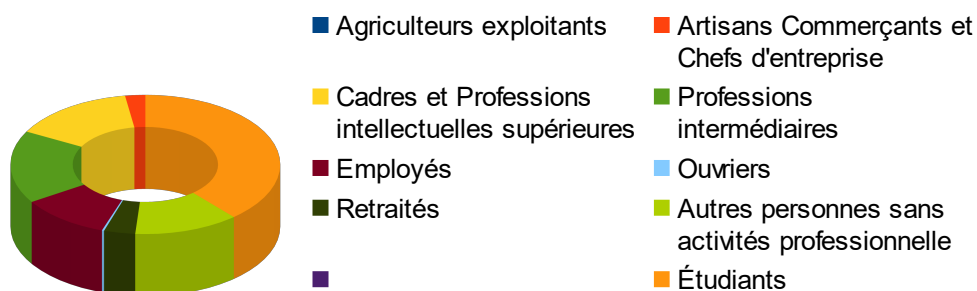 Agriculteurs exploitants
Artisans Commerçants et
Chefs d'entreprise
Cadres et Professions
intellectuelles supérieures
Professions
intermédiaires
Employés
Ouvriers
Retraités
Autres personnes sans
activités professionnelle
Étudiants